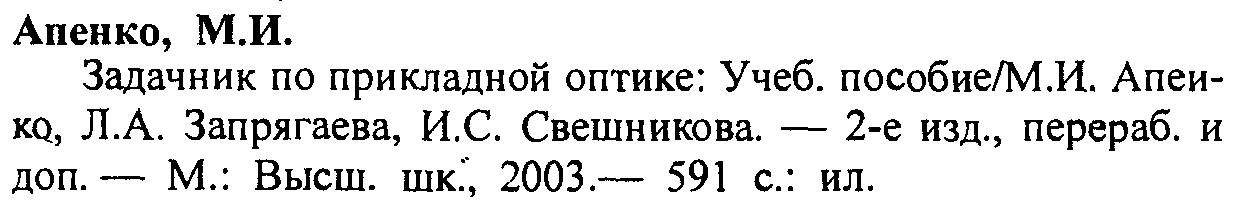 Апенко, М.И.
Задачник по прикладной оптике: Учеб. пособие/М.И. Апеи-
ко, Л.А. Запрягаева, И.С. Свешникова. — 2-е изд., перераб. и
доп. — М.: Высш. шк., 2003.— 591 с.: ил.